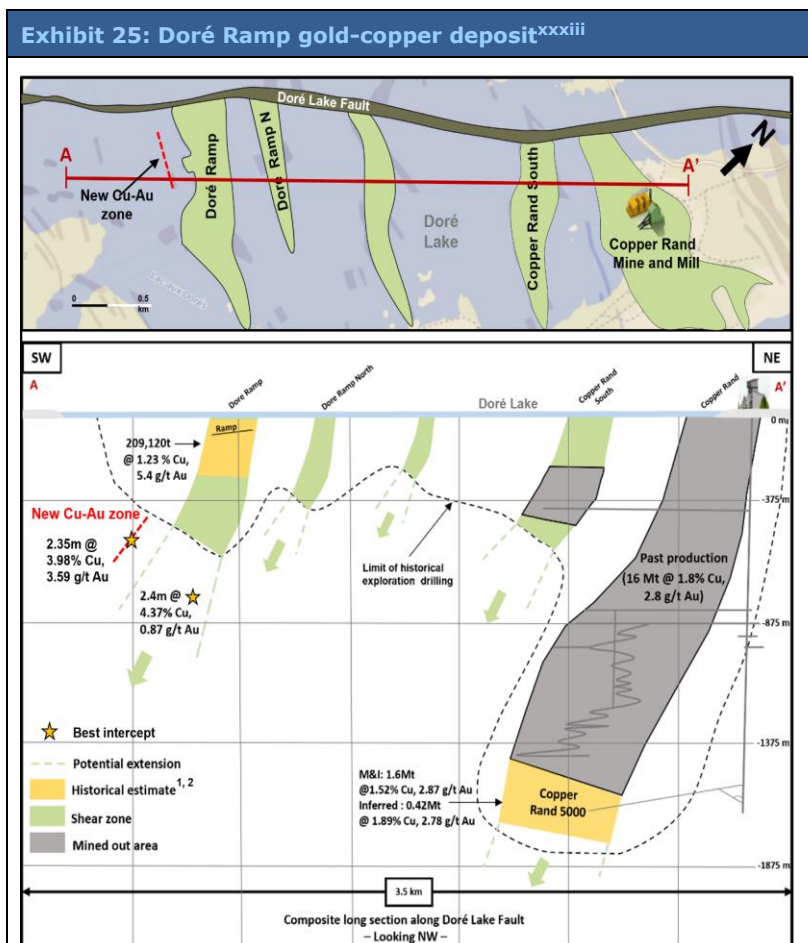 Exhibit 25: Doré Ramp gold-copper deposit^xxxiii
Doré Lake Fault
A
A'
N
New Cu-Au
zone
Doré Ramp
Dore Ramp N
Doré
Lake
Copper Rand South
Copper Rand
Mine and Mill
Lac Aux Dorés
0
0.5
km
SW
NE
A
A'
Dore Ramp
Dore Ramp North
Doré Lake
Copper Rand
South
Copper Rand
0 m
Ramp
209,120t
@ 1.23 % Cu,
5.4 g/t Au
-375 m
New Cu-Au zone
2.35m @
3.98% Cu,
3.59 g/t Au
2.4m @
4.37% Cu,
0.87 g/t Au
Limit of historical
exploration drilling
Past production
(16 Mt @ 1.8% Cu,
2.8 g/t Au)
-875 m
-1375 m
Best intercept
Potential extension
Historical estimate^1, 2
Shear zone
Mined out area
M&I: 1.6Mt
@1.52% Cu, 2.87 g/t Au
Inferred : 0.42Mt
@ 1.89% Cu, 2.78 g/t Au
Copper
Rand 5000
-1875 m
3.5 km
Composite long section along Doré Lake Fault
– Looking NW –